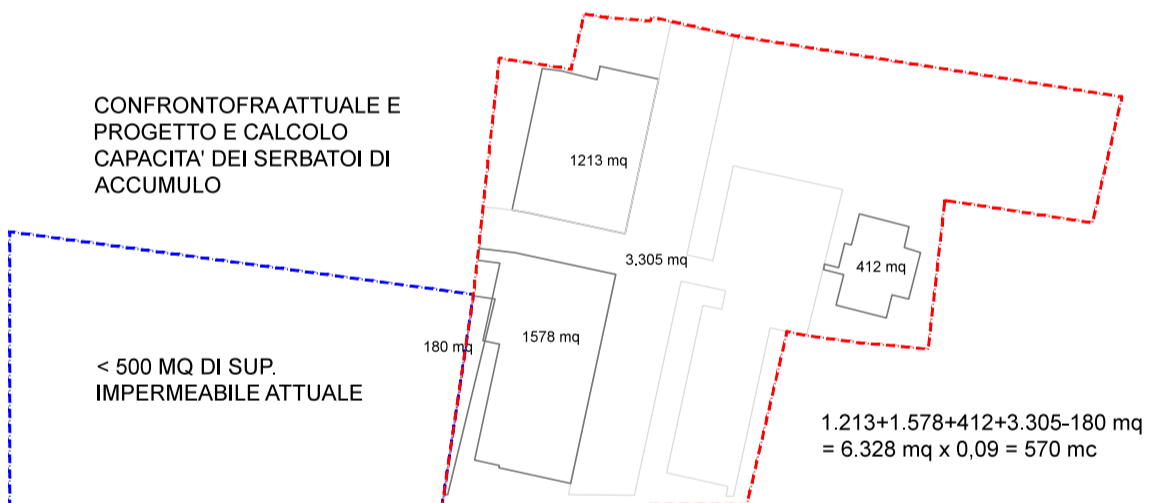 CONFRONTOFRA ATTUALE E
PROGETTO E CALCOLO
CAPACITA' DEI SERBATOI DI
ACCUMULO
1213 mq
3,305 mq
412 mq
180 mq
1578 mq
< 500 MQ DI SUP.
IMPERMEABILE ATTUALE
1.213+1.578+412+3.305-180 mq
= 6.328 mq x 0,09 = 570 mc